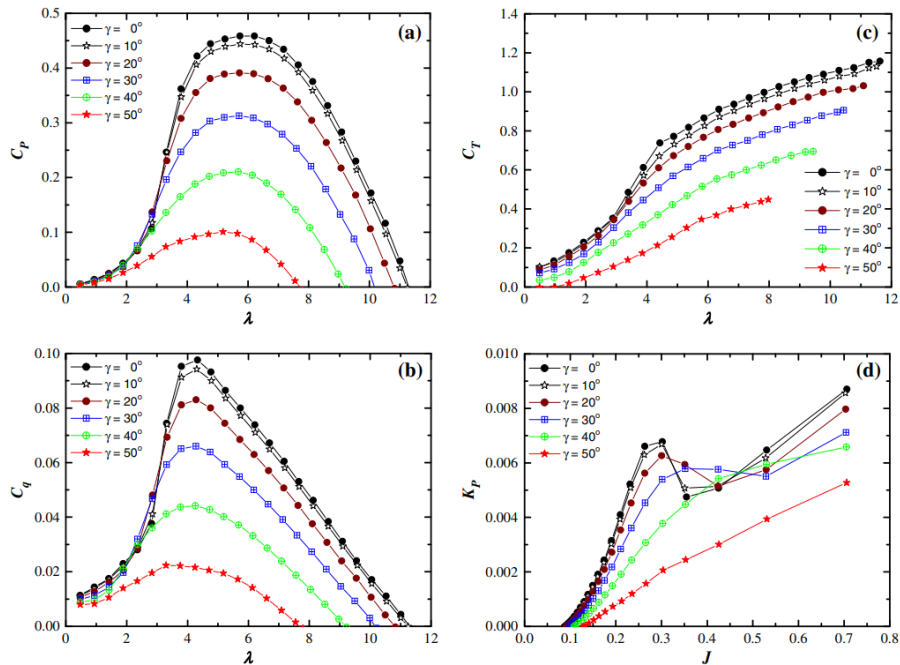 (a)
γ = 0°
γ = 10°
γ = 20°
γ = 30°
γ = 40°
γ = 50°
0.5
0.4
0.3
0.2
0.1
0.0
C_P
0 2 4 6 8 10 12
λ
(c)
1.4
1.2
1.0
0.8
0.6
0.4
0.2
0.0
C_T
γ = 0°
γ = 10°
γ = 20°
γ = 30°
γ = 40°
γ = 50°
0 2 4 6 8 10 12
λ
(b)
γ = 0°
γ = 10°
γ = 20°
γ = 30°
γ = 40°
γ = 50°
0.10
0.08
0.06
0.04
0.02
0.00
C_q
0 2 4 6 8 10 12
λ
(d)
γ = 0°
γ = 10°
γ = 20°
γ = 30°
γ = 40°
γ = 50°
0.010
0.008
0.006
0.004
0.002
0.000
K_P
0.0 0.1 0.2 0.3 0.4 0.5 0.6 0.7 0.8
J